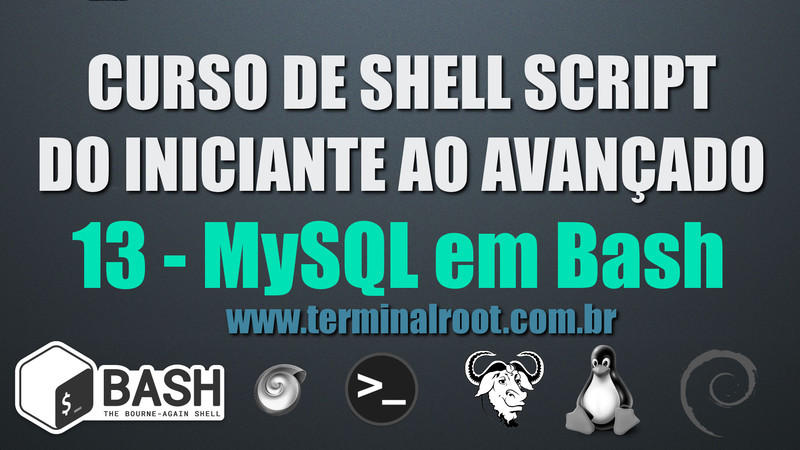 CURSO DE SHELL SCRIPT
DO INICIANTE AO AVANÇADO
13 - MySQL em Bash
www.terminalroot.com.br
$_
BASH
THE BOURNE-AGAIN SHELL
>_